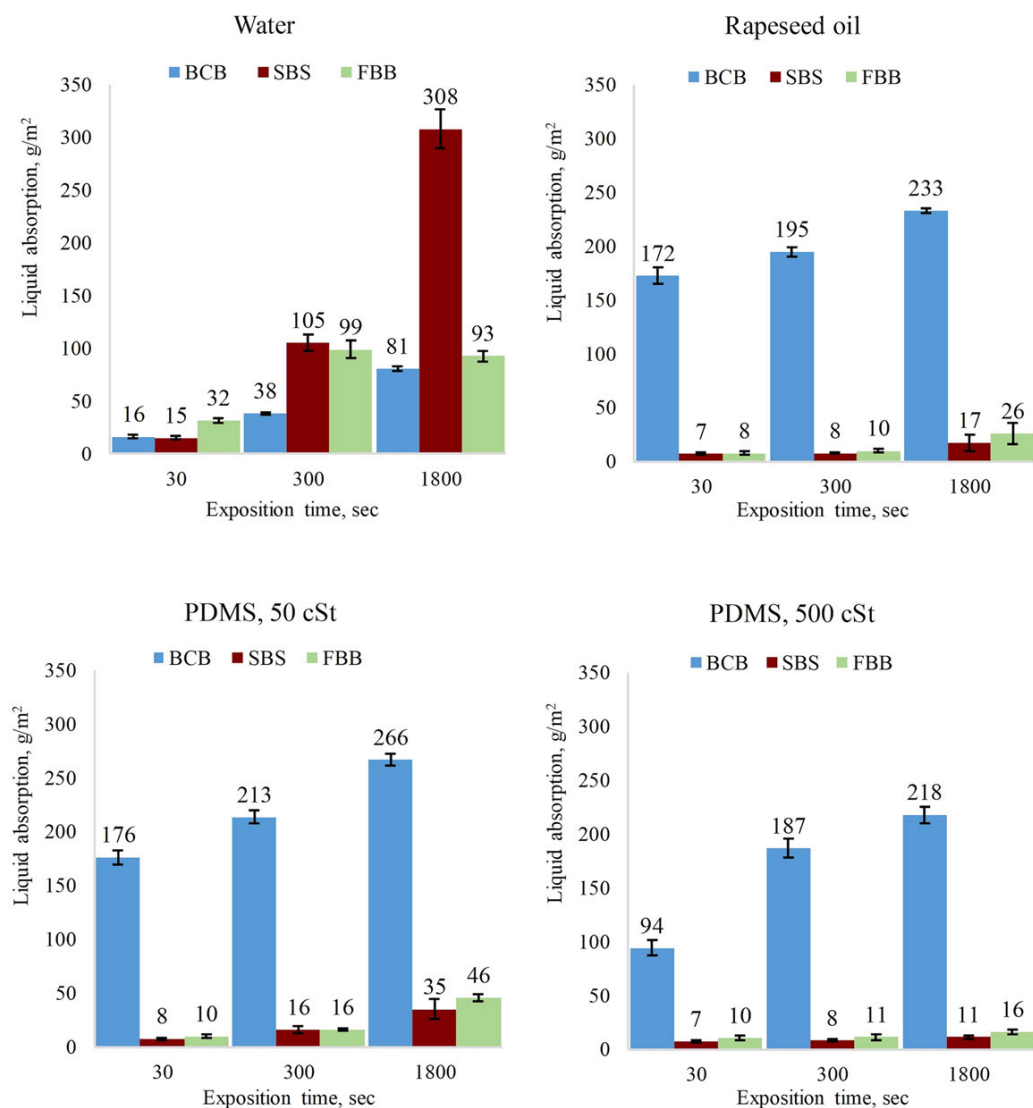 Water
BCB SBS FBB
350
300
250
200
150
100
50
0
Liquid absorption, g/m²
16 15 32
38 105 99
81 308 93
30 300 1800
Exposition time, sec
Rapeseed oil
BCB SBS FBB
350
300
250
200
150
100
50
0
Liquid absorption, g/m²
172 7 8
195 8 10
233 17 26
30 300 1800
Exposition time, sec
PDMS, 50 cSt
BCB SBS FBB
350
300
250
200
150
100
50
0
Liquid absorption, g/m²
176 8 10
213 16 16
266 35 46
30 300 1800
Exposition time, sec
PDMS, 500 cSt
BCB SBS FBB
350
300
250
200
150
100
50
0
Liquid absorption, g/m²
94 7 10
187 8 11
218 11 16
30 300 1800
Exposition time, sec